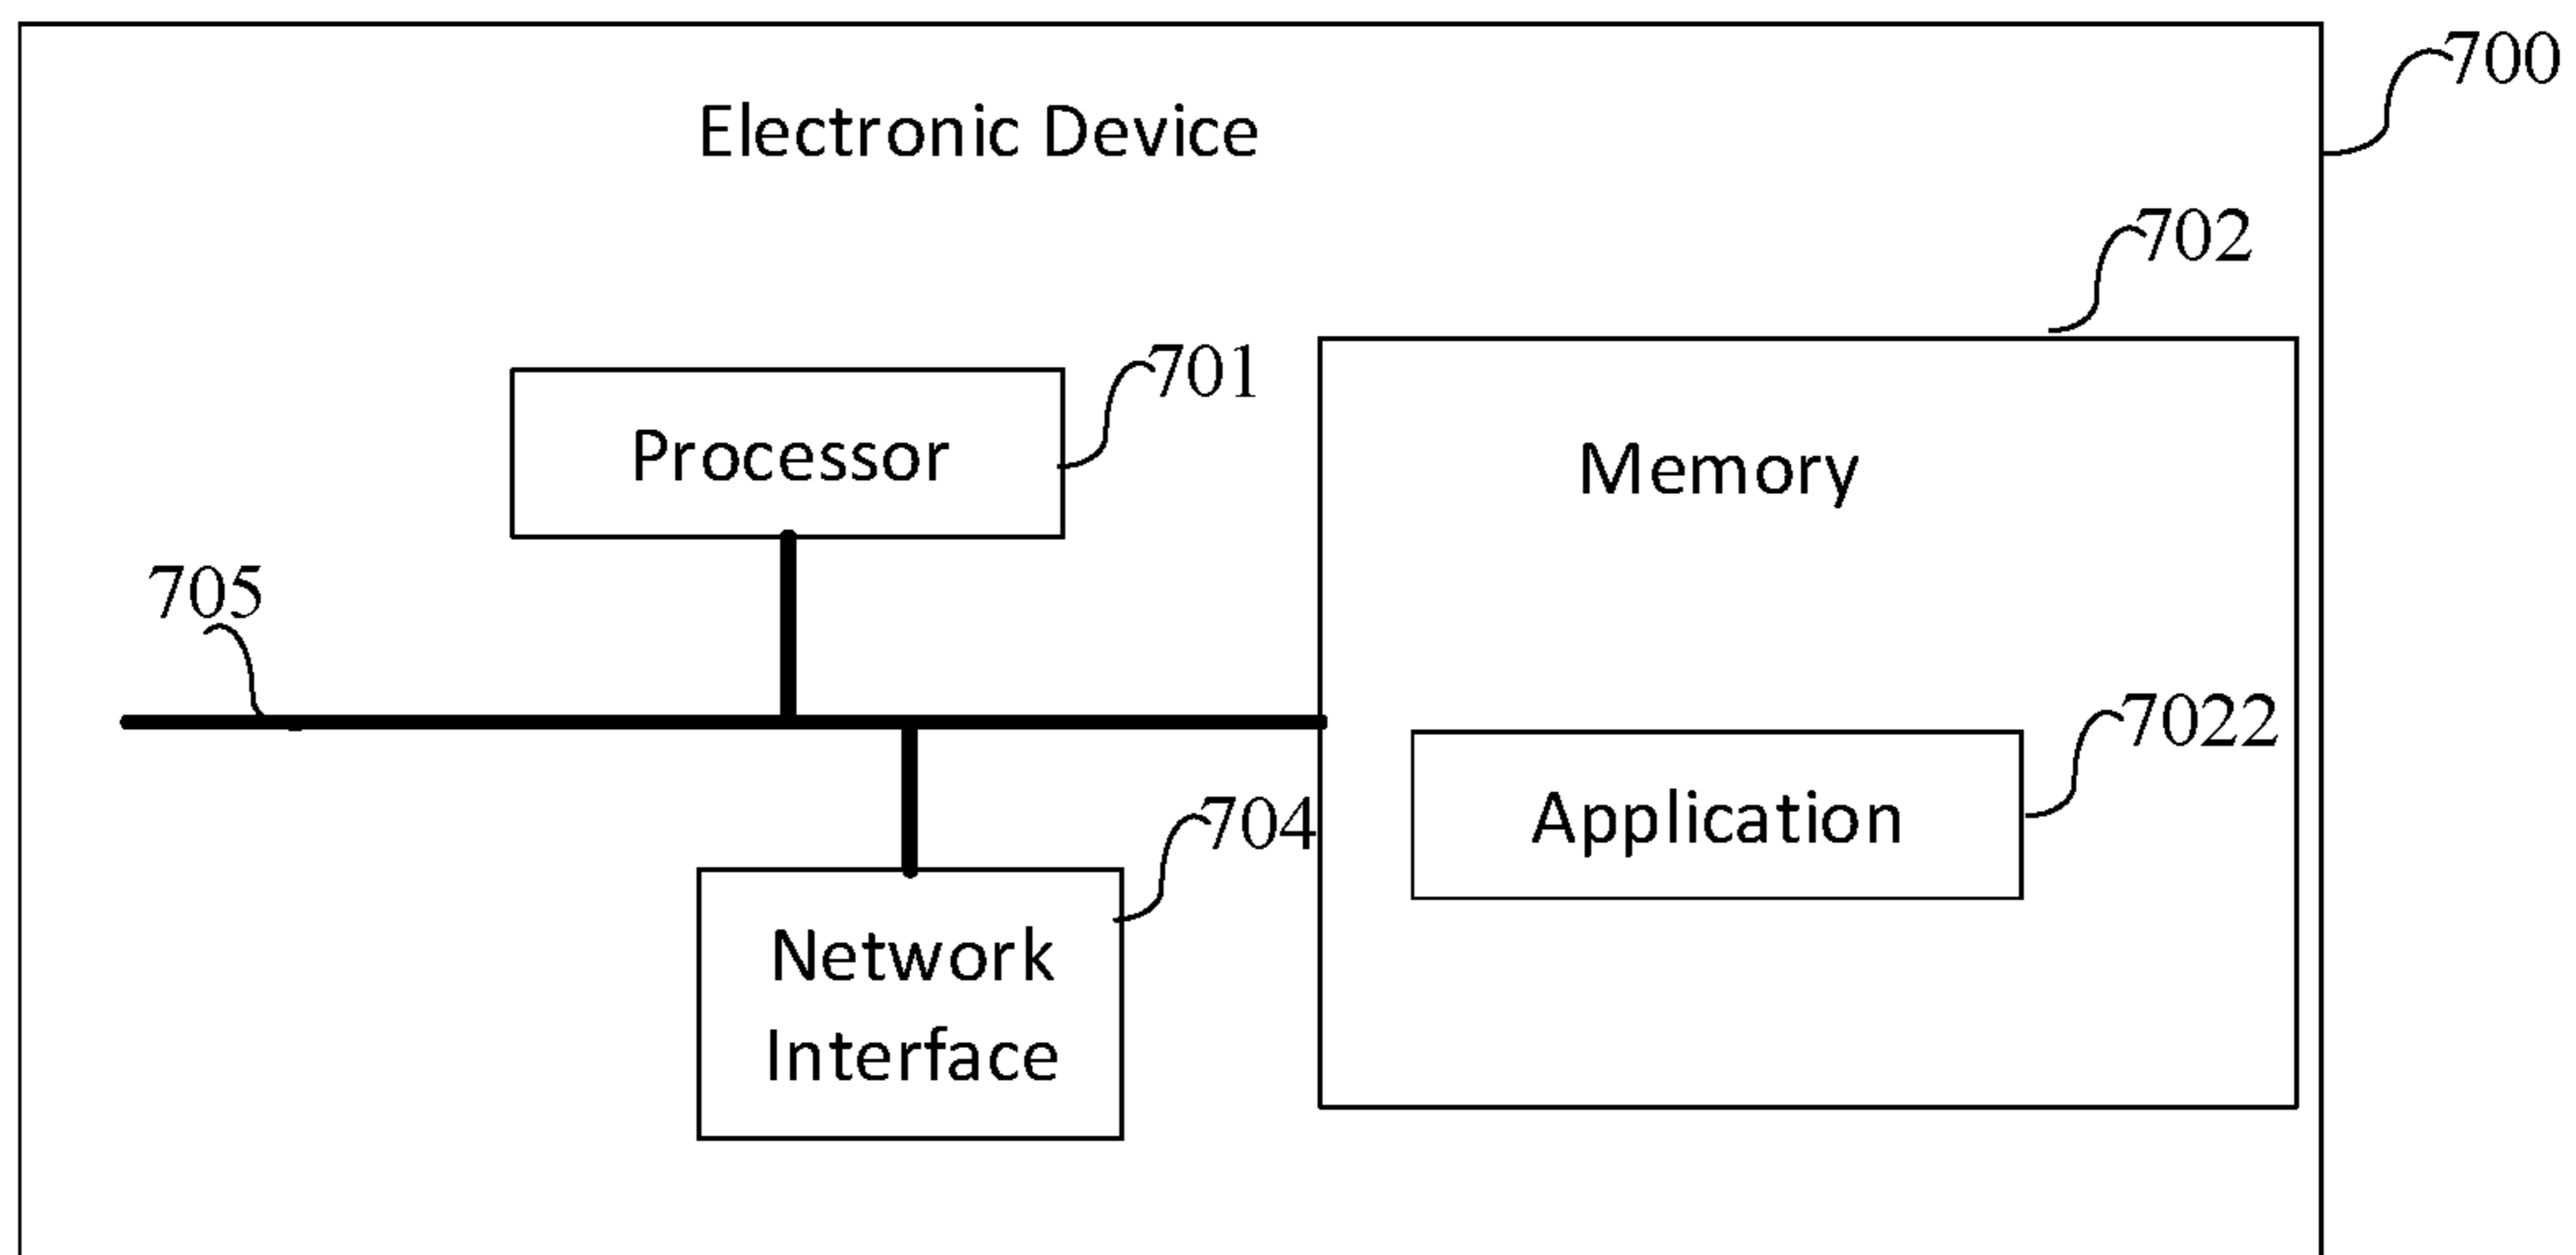 700
Electronic Device
702
701
Processor
Memory
705
7022
704
Application
Network
Interface